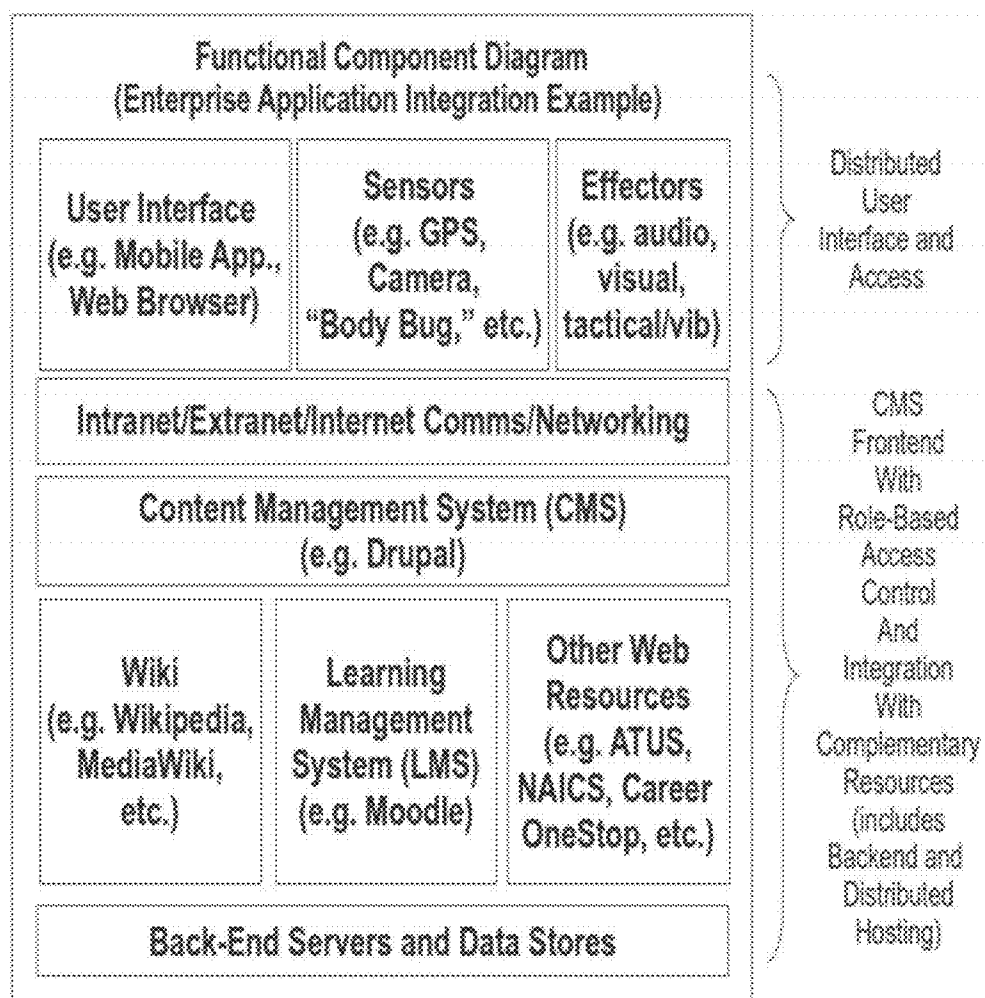 Functional Component Diagram
(Enterprise Application Integration Example)
User Interface
(e.g. Mobile App.,
Web Browser)
Sensors
(e.g. GPS,
Camera,
“Body Bug,” etc.)
Effectors
(e.g. audio,
visual,
tactical/vib)
Distributed
User
Interface and
Access
Intranet/Extranet/Internet Comms/Networking
Content Management System (CMS)
(e.g. Drupal)
Wiki
(e.g. Wikipedia,
MediaWiki,
etc.)
Learning
Management
System (LMS)
(e.g. Moodle)
Other Web
Resources
(e.g. ATUS,
NAICS, Career
OneStop, etc.)
Back-End Servers and Data Stores
CMS
Frontend
With
Role-Based
Access
Control
And
Integration
With
Complementary
Resources
(includes
Backend and
Distributed
Hosting)